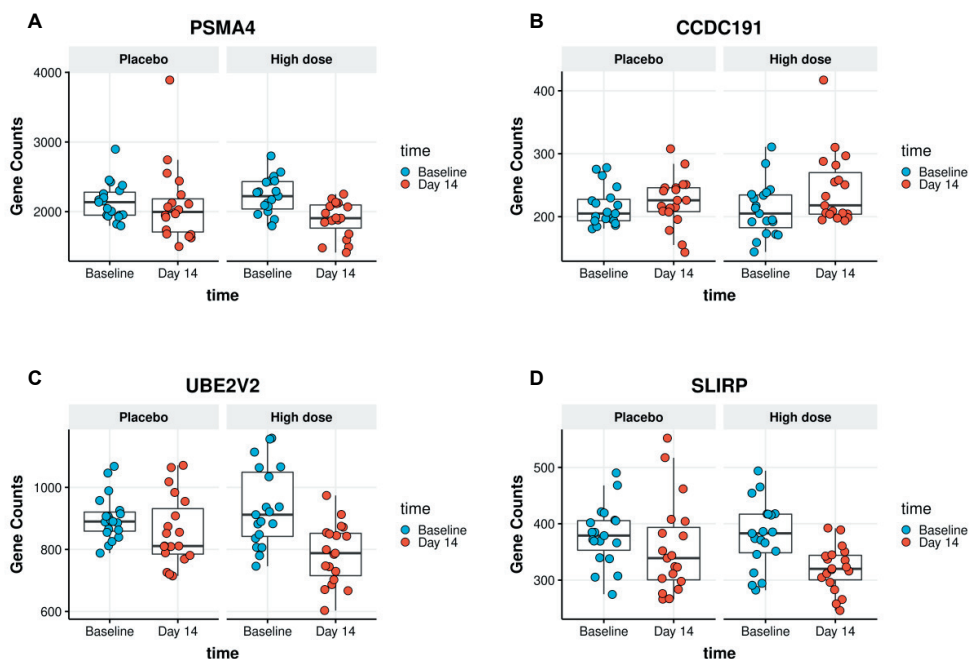 A
PSMA4
Placebo
High dose
4000
3000
2000
Gene Counts
Baseline
Day 14
Baseline
Day 14
time
time
Baseline
Day 14
B
CCDC191
Placebo
High dose
400
300
200
Gene Counts
Baseline
Day 14
Baseline
Day 14
time
time
Baseline
Day 14
C
UBE2V2
Placebo
High dose
1000
800
600
Gene Counts
Baseline
Day 14
Baseline
Day 14
time
time
Baseline
Day 14
D
SLIRP
Placebo
High dose
500
400
300
Gene Counts
Baseline
Day 14
Baseline
Day 14
time
time
Baseline
Day 14